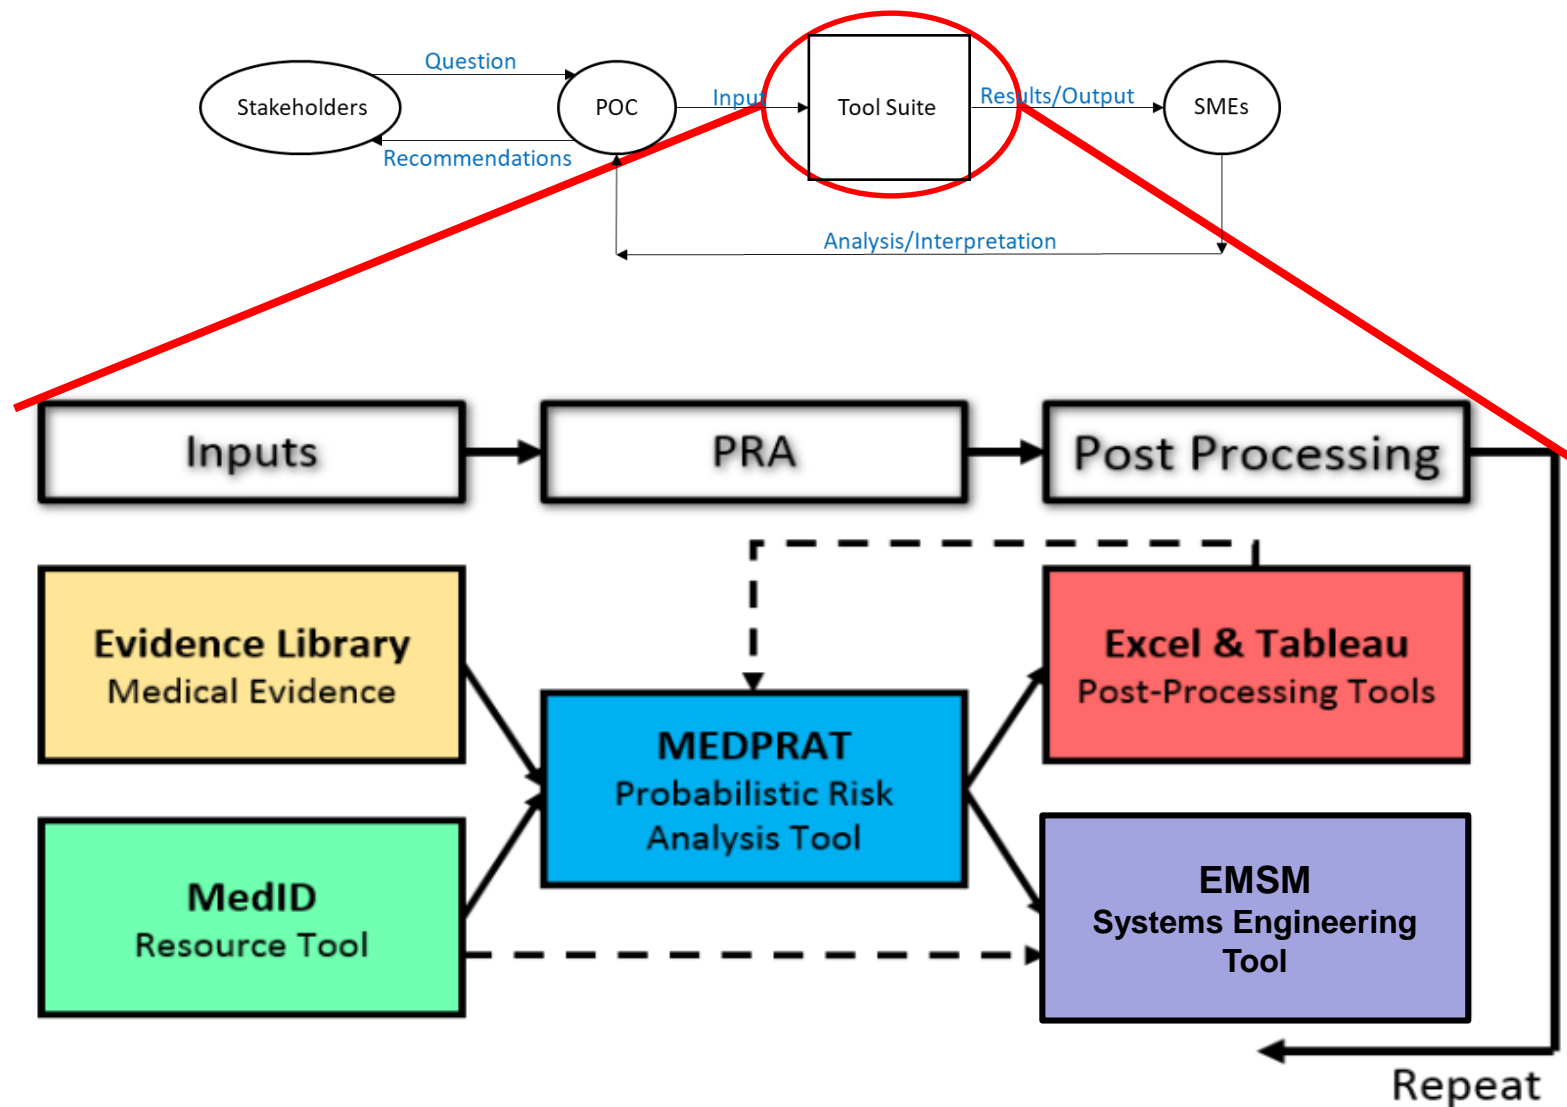 Question
Stakeholders
POC
Input
Tool Suite
Results/Output
SMEs
Recommendations
Analysis/Interpretation
Inputs
PRA
Post Processing
Evidence Library
Medical Evidence
MEDPRAT
Probabilistic Risk
Analysis Tool
Excel & Tableau
Post-Processing Tools
MedID
Resource Tool
EMSM
Systems Engineering
Tool
Repeat